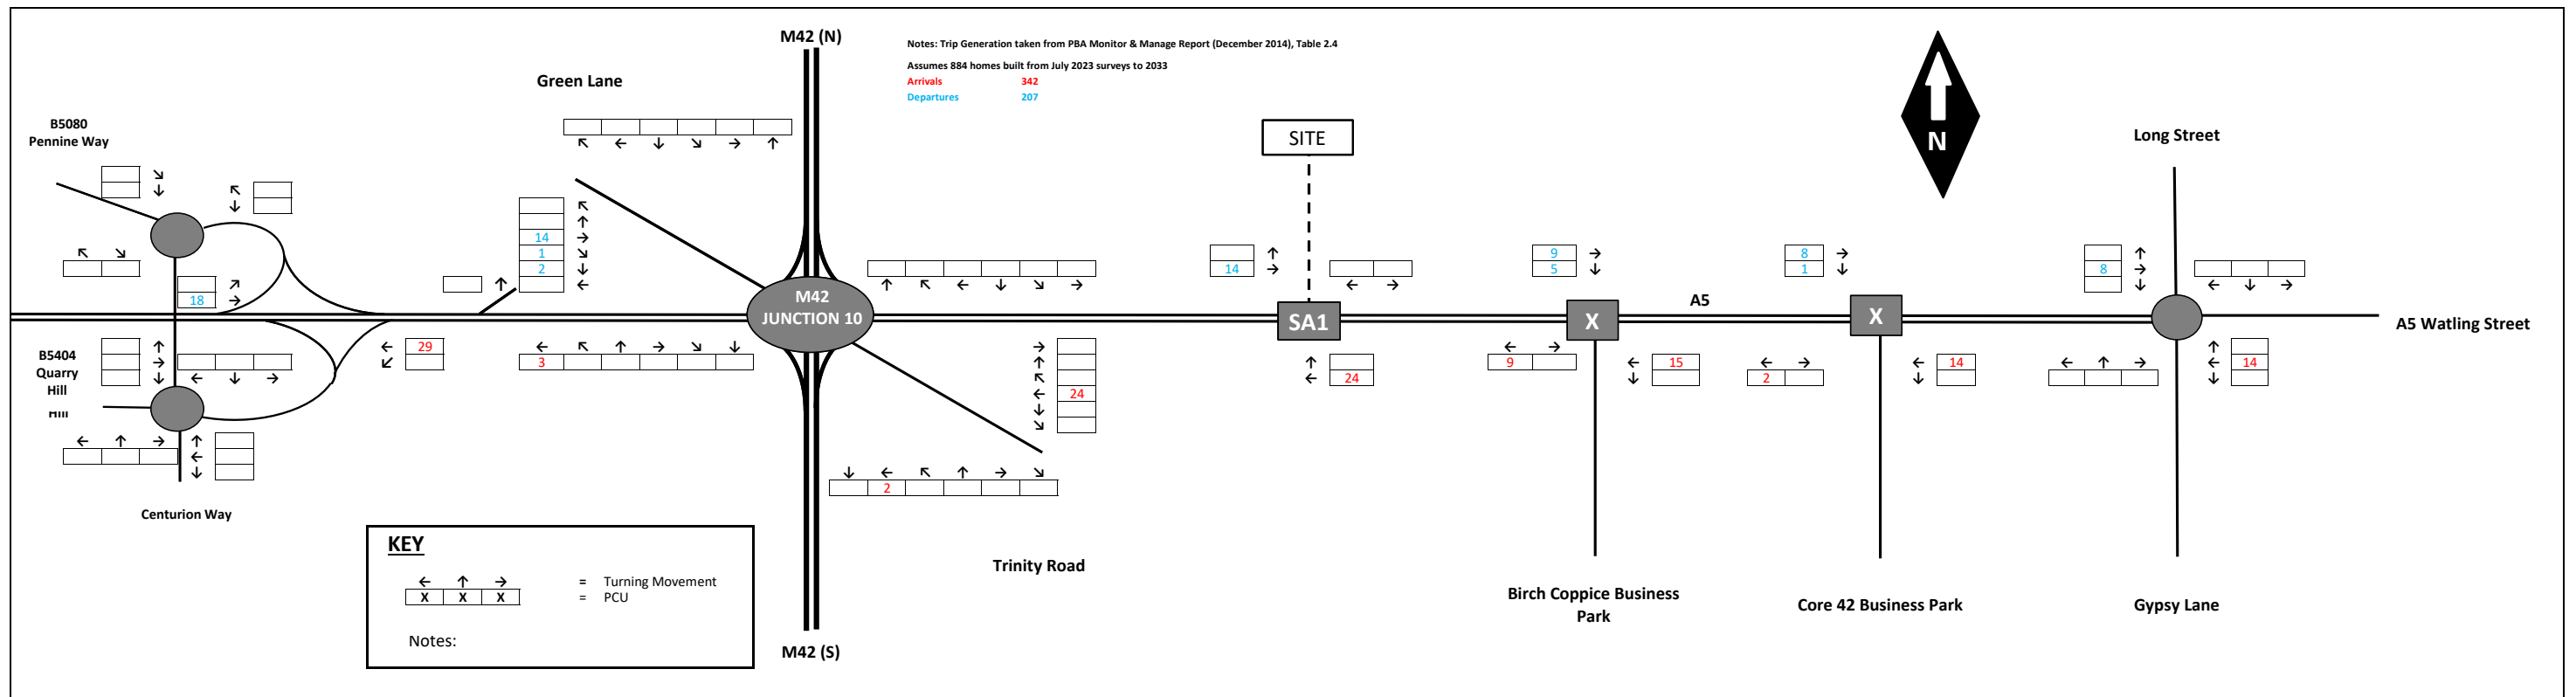 M42 (N)
Notes: Trip Generation taken from PBA Monitor & Manage Report (December 2014), Table 2.4
Assumes 884 homes built from July 2023 surveys to 2033
Arrivals 342
Departures 207
Green Lane
B5080
Pennine Way
SITE
N
Long Street
↖ ← ↓ ↘ → ↑
↘
↓
↖
↓
↖ ↘
↗
18 →
↑
↖
↑
14 →
1 ↘
2 ↓
←
↑ ↖ ← ↓ ↘ →
↑
14 →
← →
9 →
5 ↓
8 →
1 ↓
↑
8 →
↓
← ↓ →
M42
JUNCTION 10
SA1
X
A5
X
A5 Watling Street
B5404
Quarry
Hill
Hill
↑
→
↓
← ↓ →
← 29
↙
← ↖ ↑ → ↘ ↓
3
→
↑
↖
← 24
↓
↘
↑
← 24
← →
9
← 15
↓
← →
2
← 14
↓
← ↑ →
↑
← 14
↓
← ↑ →
↑
←
↓
↓ ← ↖ ↑ → ↘
2
Centurion Way
KEY
← ↑ → = Turning Movement
X X X = PCU
Notes:
Trinity Road
M42 (S)
Birch Coppice Business
Park
Core 42 Business Park
Gypsy Lane